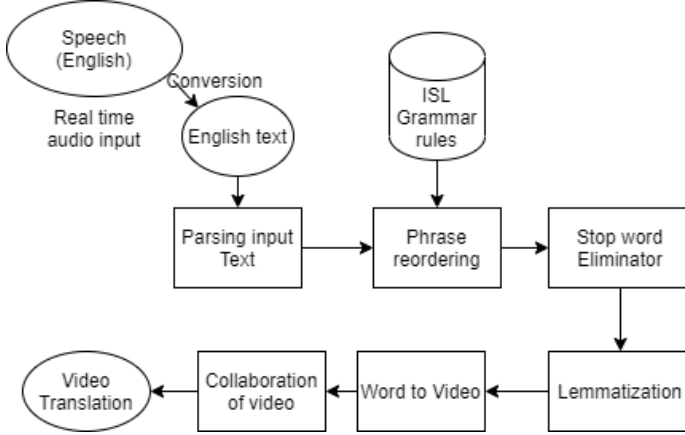 Speech
(English)
Conversion
Real time
audio input
English text
ISL
Grammar
rules
Parsing input
Text
Phrase
reordering
Stop word
Eliminator
Lemmatization
Word to Video
Collaboration
of video
Video
Translation